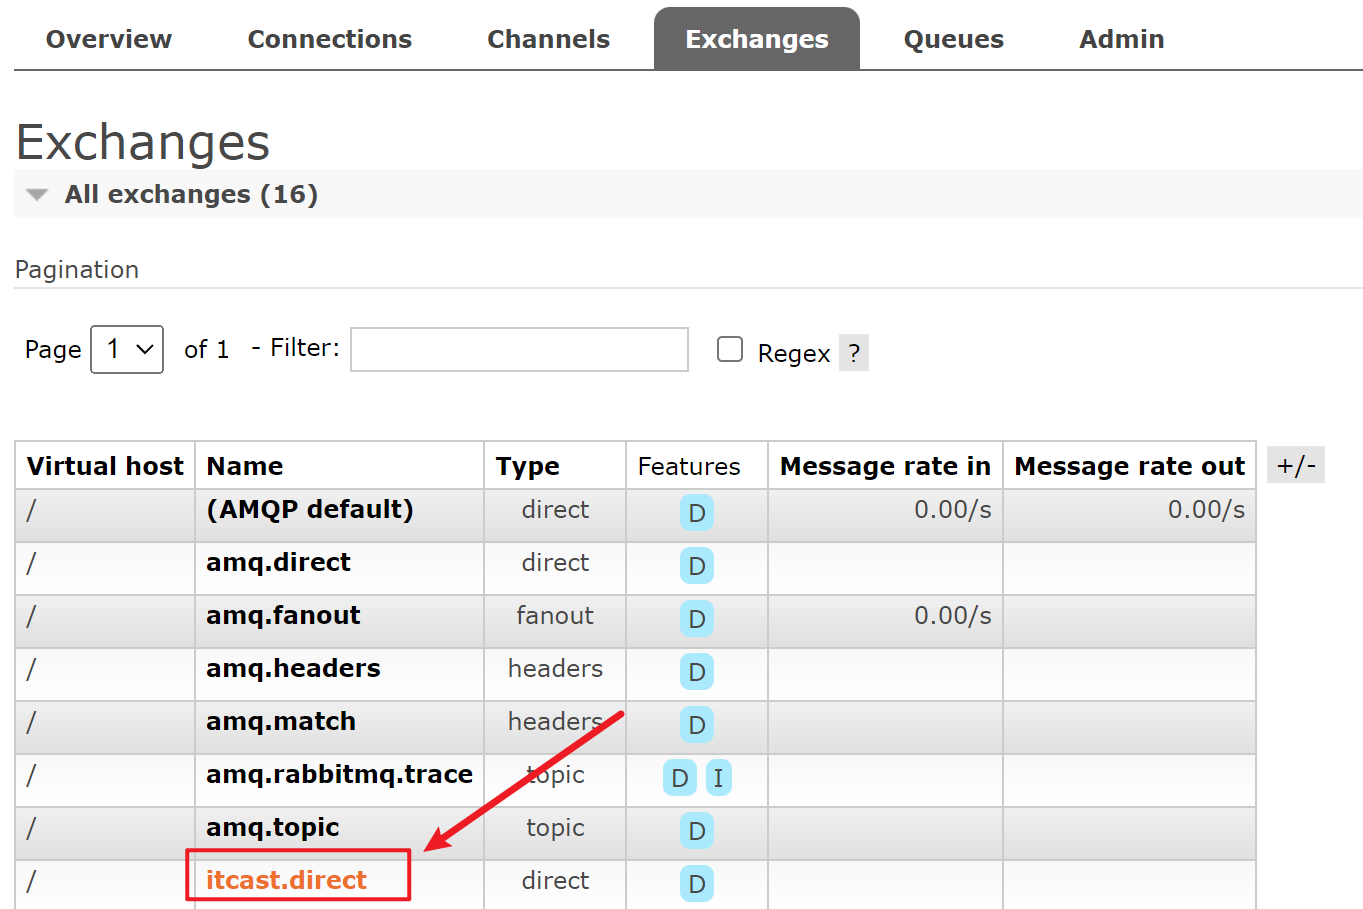 Overview Connections Channels Exchanges Queues Admin
Exchanges
All exchanges (16)
Pagination
Page 1 of 1 - Filter: Regex ?
Virtual host Name Type Features Message rate in Message rate out +/-
/ (AMQP default) direct D 0.00/s 0.00/s
/ amq.direct direct D
/ amq.fanout fanout D 0.00/s
/ amq.headers headers D
/ amq.match headers D
/ amq.rabbitmq.trace topic D I
/ amq.topic topic D
/ itcast.direct direct D